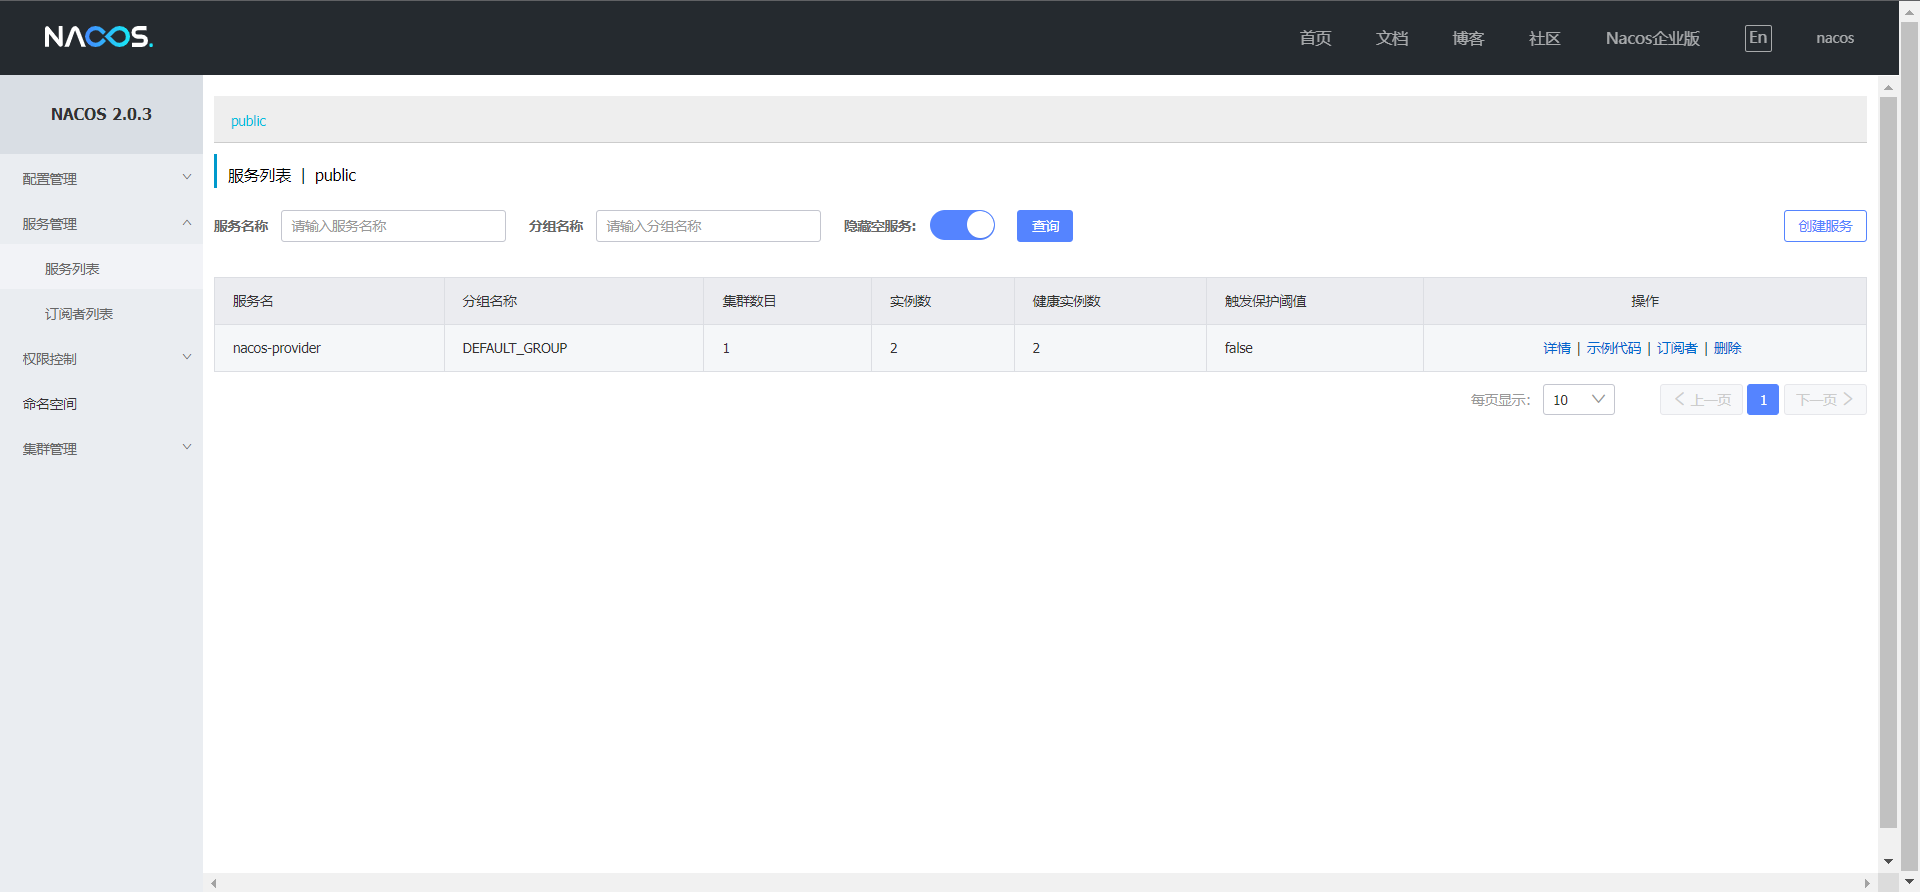 NACOS.
首页 文档 博客 社区 Nacos企业版 En nacos
NACOS 2.0.3
配置管理
服务管理
服务列表
订阅者列表
权限控制
命名空间
集群管理
public
服务列表 | public
服务名称 请输入服务名称 分组名称 请输入分组名称 隐藏空服务: 查询 创建服务
服务名 分组名称 集群数目 实例数 健康实例数 触发保护阈值 操作
nacos-provider DEFAULT_GROUP 1 2 2 false 详情 | 示例代码 | 订阅者 | 删除
每页显示: 10 上一页 1 下一页